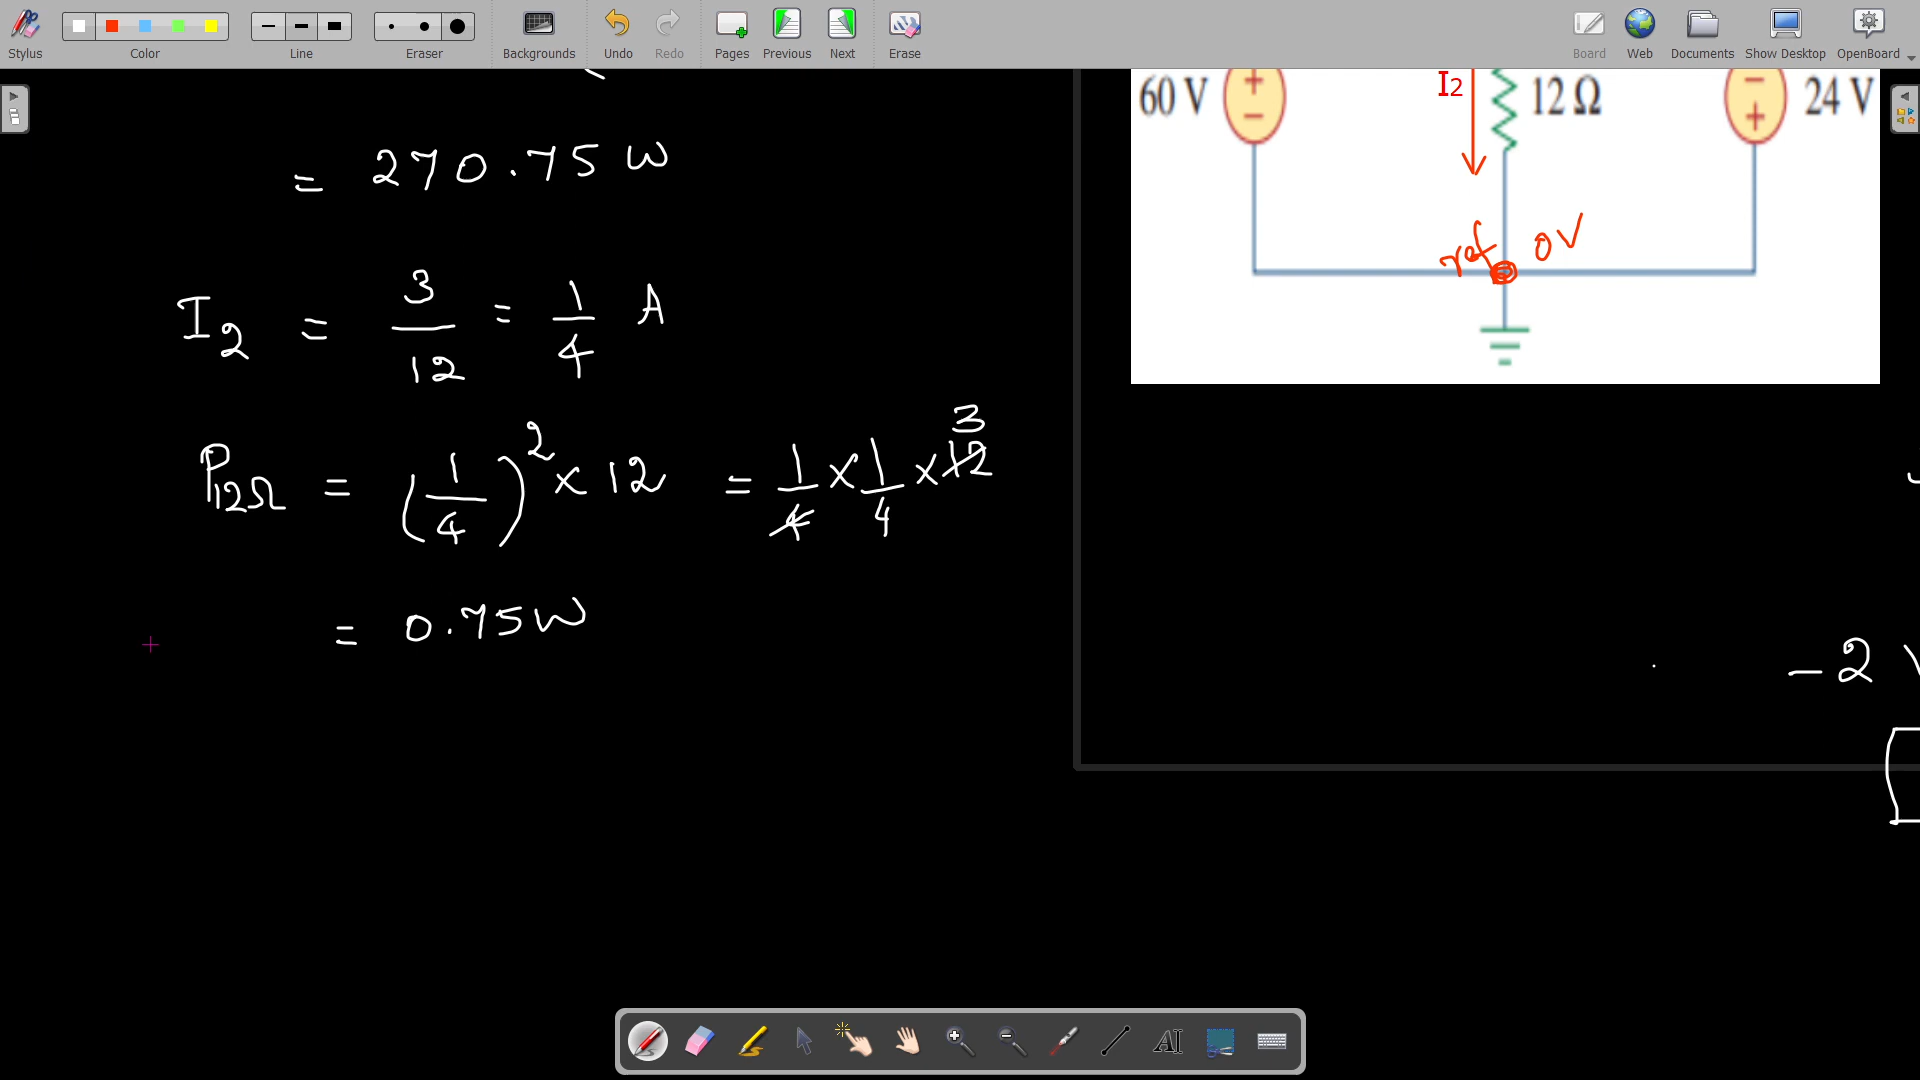 Stylus Color Line Eraser Backgrounds Undo Redo Pages Previous Next Erase Board Web Documents Show Desktop OpenBoard
= 270.75 W
I2 = 3/12 = 1/4 A
P12Ω = (1/4)² × 12 = 1/4 × 1/4 × 12 3
= 0.75 W
60 V + − I2 12 Ω − + 24 V
ref 0V
− 2